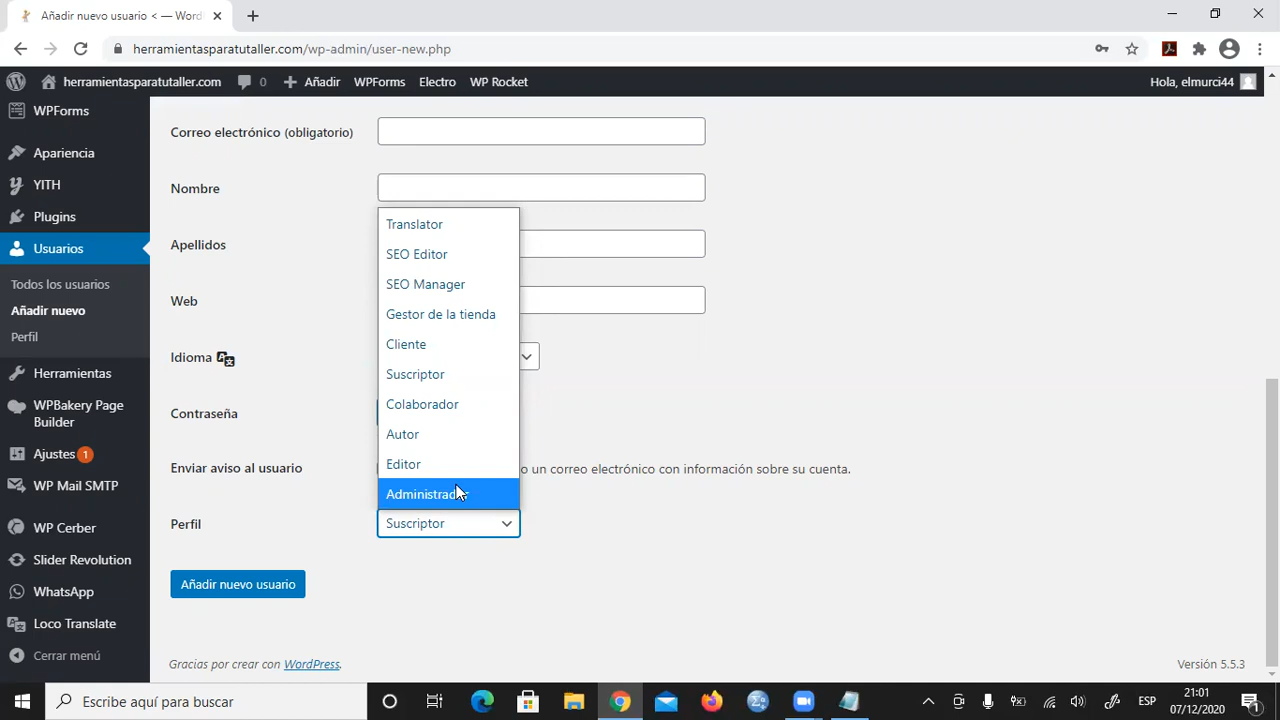 Añadir nuevo usuario < — Word
herramientasparatutaller.com/wp-admin/user-new.php
herramientasparatutaller.com 0 Añadir WPForms Electro WP Rocket Hola, elmurci44
WPForms
Apariencia
YITH
Plugins
Usuarios
Todos los usuarios
Añadir nuevo
Perfil
Herramientas
WPBakery Page
Builder
Ajustes 1
WP Mail SMTP
WP Cerber
Slider Revolution
WhatsApp
Loco Translate
Cerrar menú
Correo electrónico (obligatorio)
Nombre
Apellidos
Web
Idioma
Contraseña
Enviar aviso al usuario
o un correo electrónico con información sobre su cuenta.
Translator
SEO Editor
SEO Manager
Gestor de la tienda
Cliente
Suscriptor
Colaborador
Autor
Editor
Administrador
Perfil Suscriptor
Añadir nuevo usuario
Gracias por crear con WordPress. Versión 5.5.3
Escribe aquí para buscar
ESP
21:01
07/12/2020
1